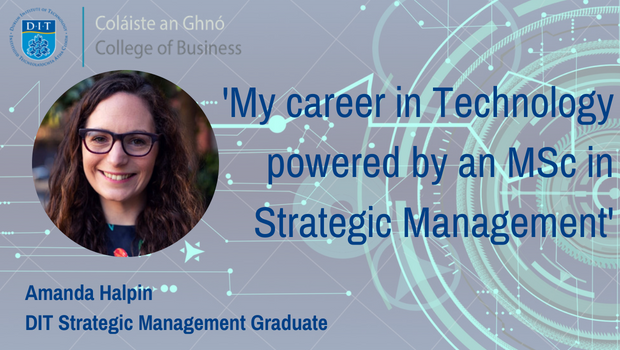 DIT
Coláiste an Ghnó
College of Business
'My career in Technology
powered by an MSc in
Strategic Management'
Amanda Halpin
DIT Strategic Management Graduate